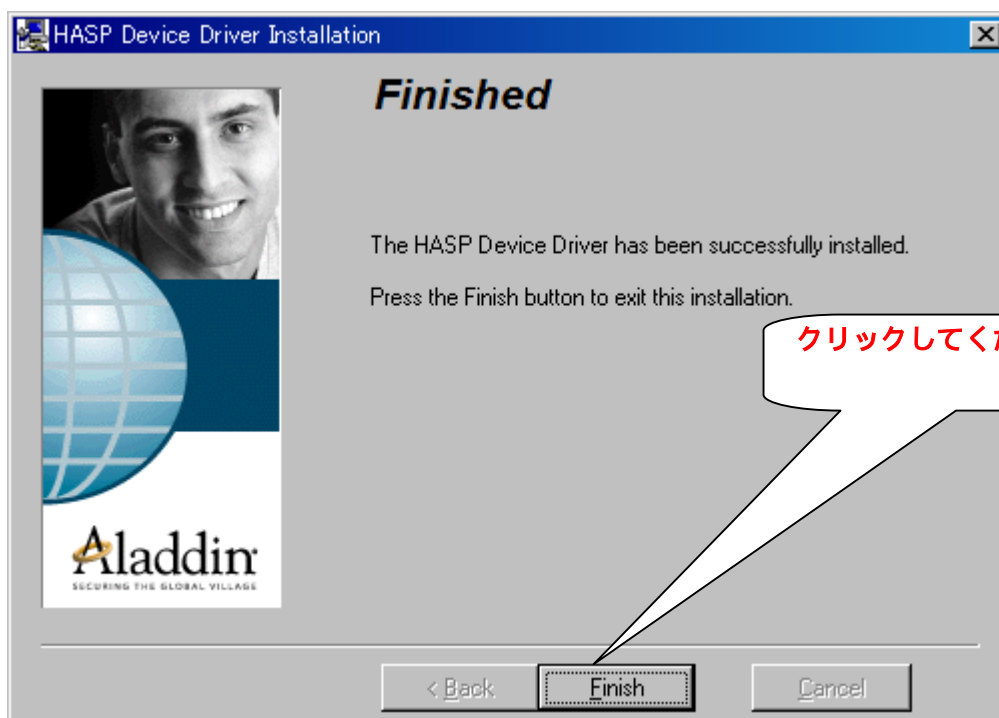 HASP Device Driver Installation
Finished
The HASP Device Driver has been successfully installed.
Press the Finish button to exit this installation.
クリックしてくだ
Aladdin
SECURING THE GLOBAL VILLAGE
< Back
Finish
Cancel